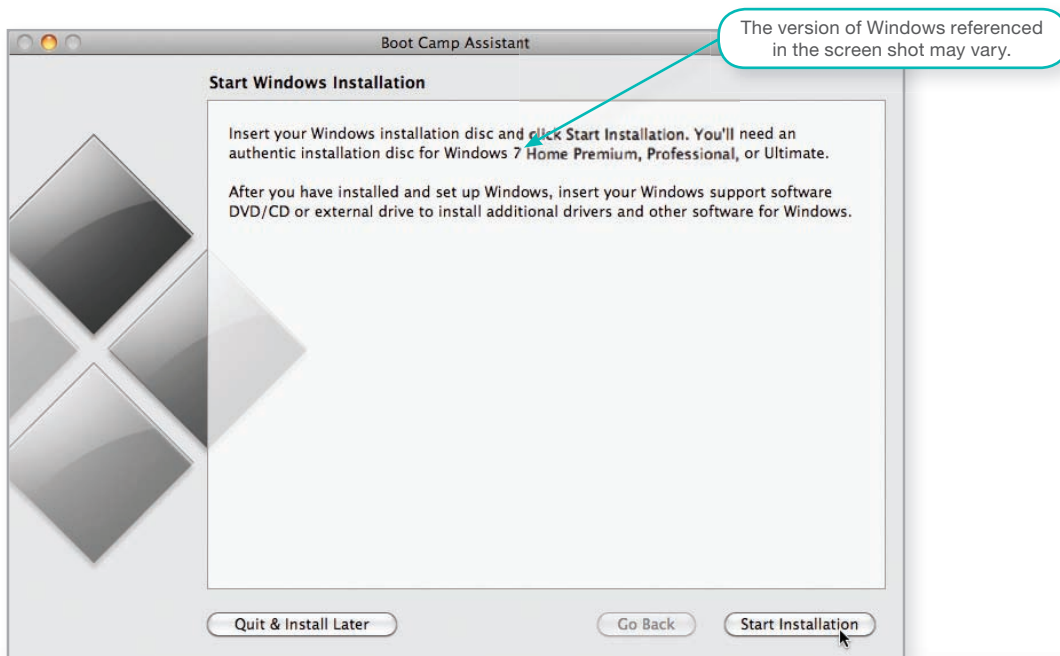 The version of Windows referenced
in the screen shot may vary.
Boot Camp Assistant
Start Windows Installation
Insert your Windows installation disc and click Start Installation. You'll need an
authentic installation disc for Windows 7 Home Premium, Professional, or Ultimate.
After you have installed and set up Windows, insert your Windows support software
DVD/CD or external drive to install additional drivers and other software for Windows.
Quit & Install Later
Go Back
Start Installation